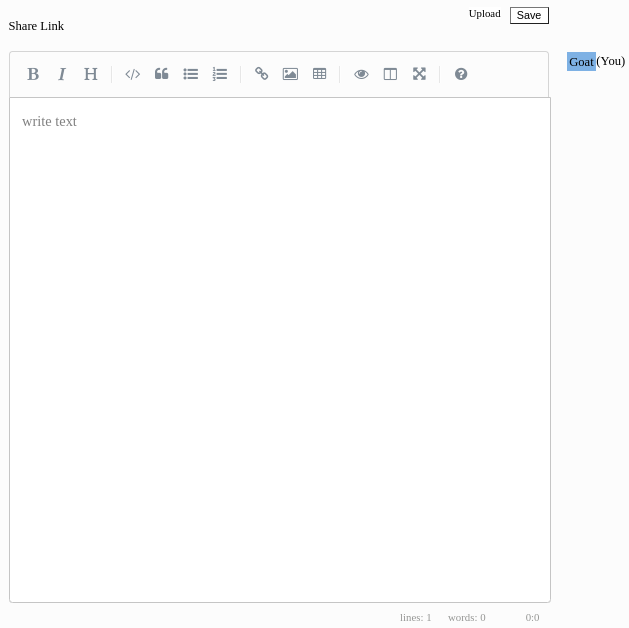 Upload Save
Share Link
Goat (You)
write text
lines: 1 words: 0 0:0